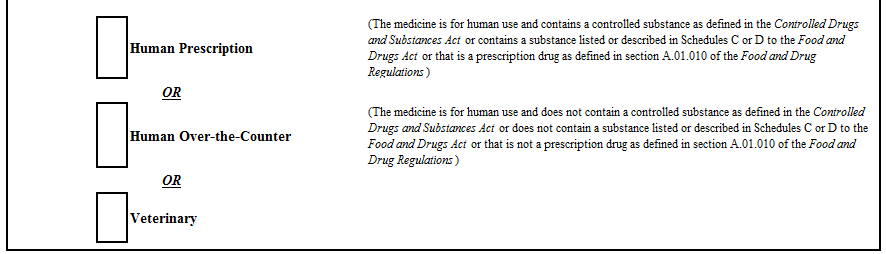 (The medicine is for human use and contains a controlled substance as defined in the Controlled Drugs
and Substances Act or contains a substance listed or described in Schedules C or D to the Food and
Human Prescription
Drugs Act or that is a prescription drug as defined in section A.01.010 of the Food and Drug
Regulations )
OR
(The medicine is for human use and does not contain a controlled substance as defined in the Controlled
Drugs and Substances Act or does not contain a substance listed or described in Schedules C or D to the
Human Over-the-Counter
Food and Drugs Act or that is not a prescription drug as defined in section A.01.010 of the Food and
Drug Regulations )
OR
Veterinary